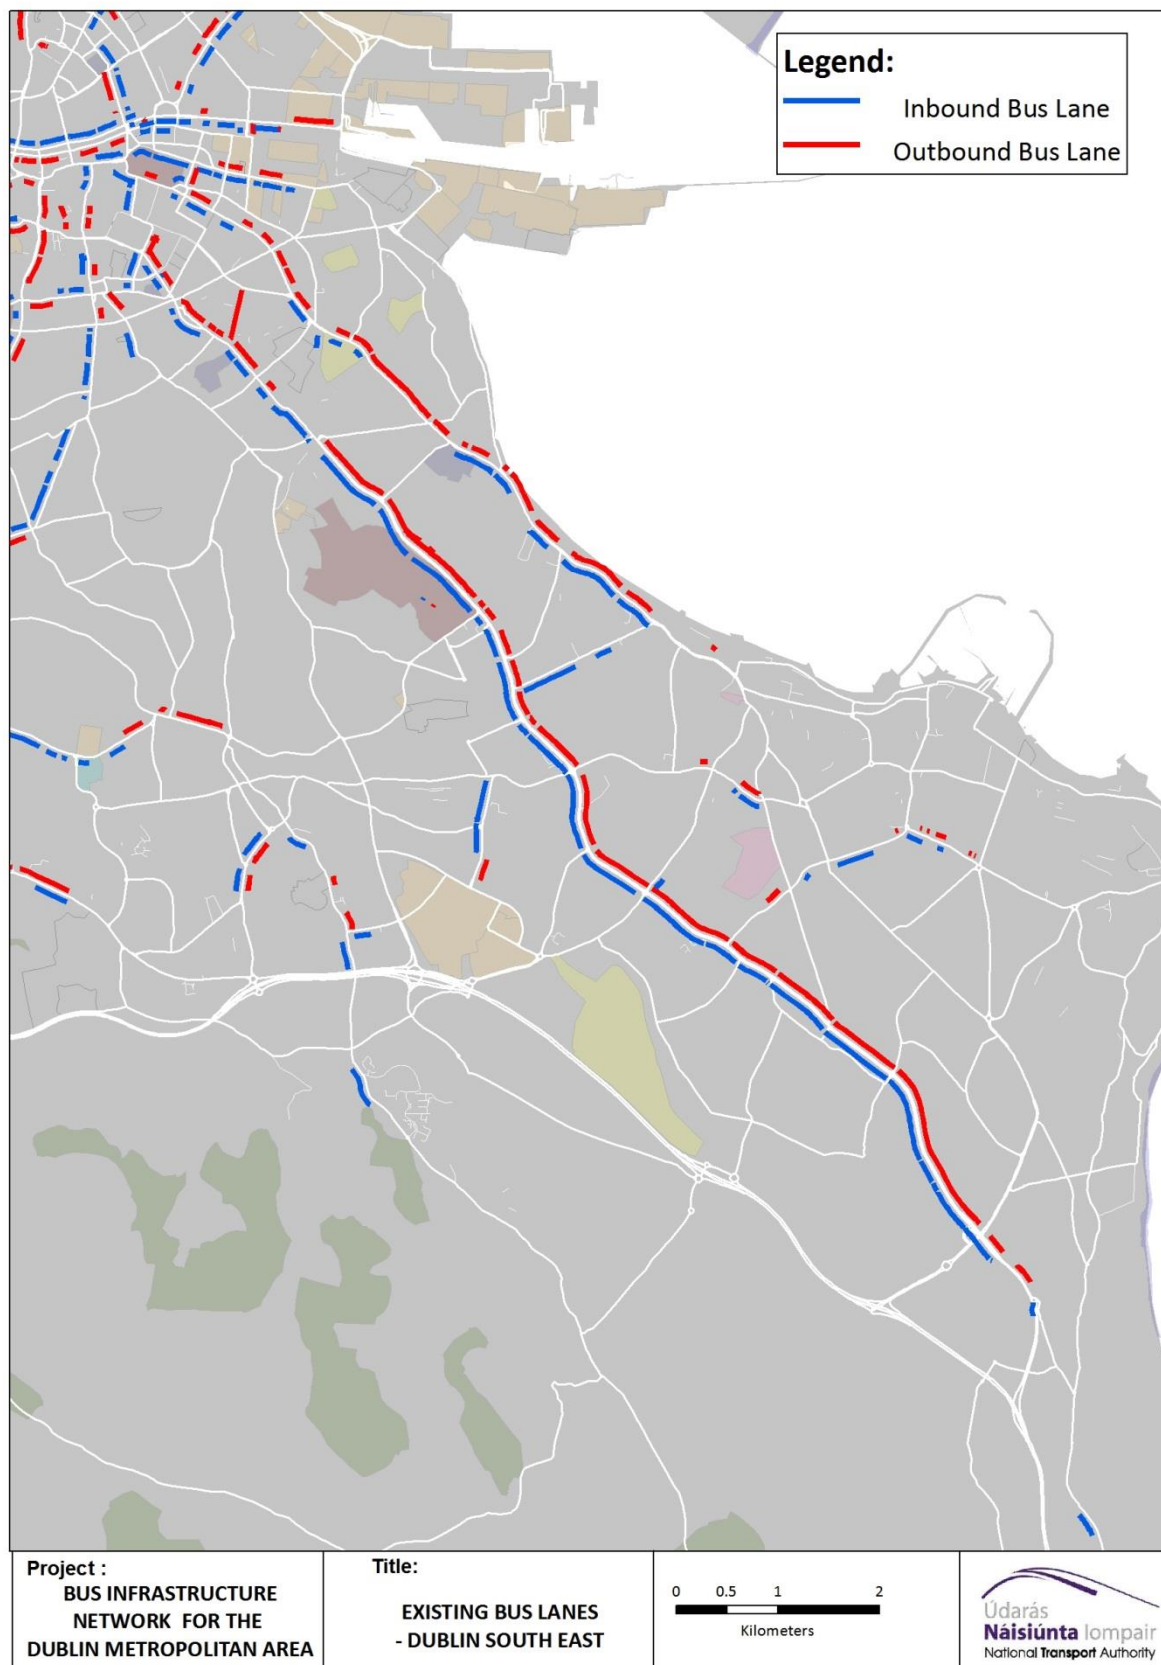 Legend:
Inbound Bus Lane
Outbound Bus Lane
Project :
BUS INFRASTRUCTURE
NETWORK FOR THE
DUBLIN METROPOLITAN AREA
Title:
EXISTING BUS LANES
- DUBLIN SOUTH EAST
0 0.5 1 2
Kilometers
Údarás
Náisiúnta Iompair
National Transport Authority